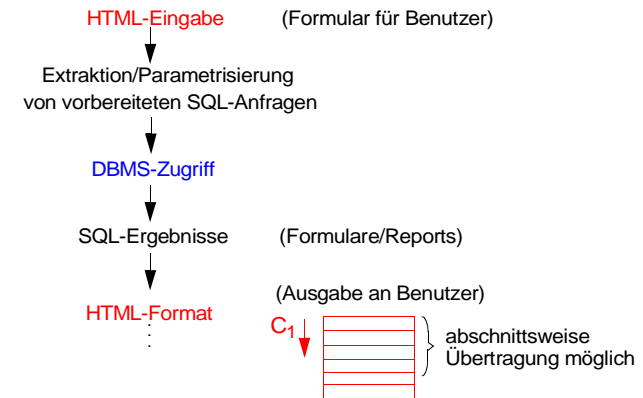 HTML-Eingabe (Formular für Benutzer)
Extraktion/Parametrisierung
von vorbereiteten SQL-Anfragen
DBMS-Zugriff
SQL-Ergebnisse (Formulare/Reports)
(Ausgabe an Benutzer)
HTML-Format
C1
abschnittsweise
Übertragung möglich